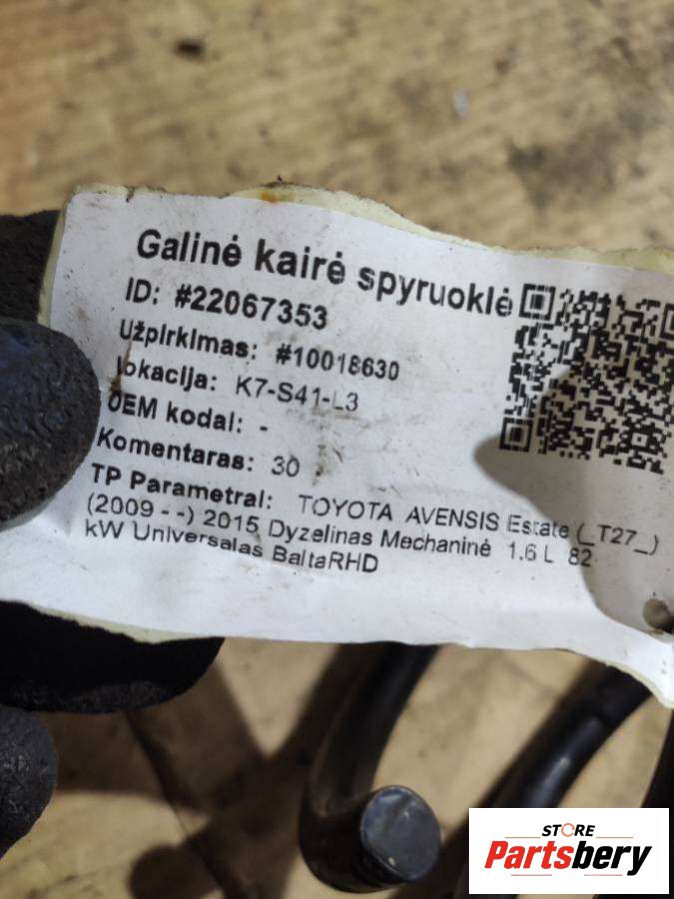 Galinė kairė spyruoklė
ID: #22067353
Užpirkimas: #10018630
lokacija: K7-S41-L3
OEM kodai: -
Komentaras: 30
TP Parametrai: TOYOTA AVENSIS Estate (_T27_)
(2009 - -) 2015 Dyzelinas Mechaninė 1.6 L 82
kW Universalas BaltaRHD
STORE
Partsbery